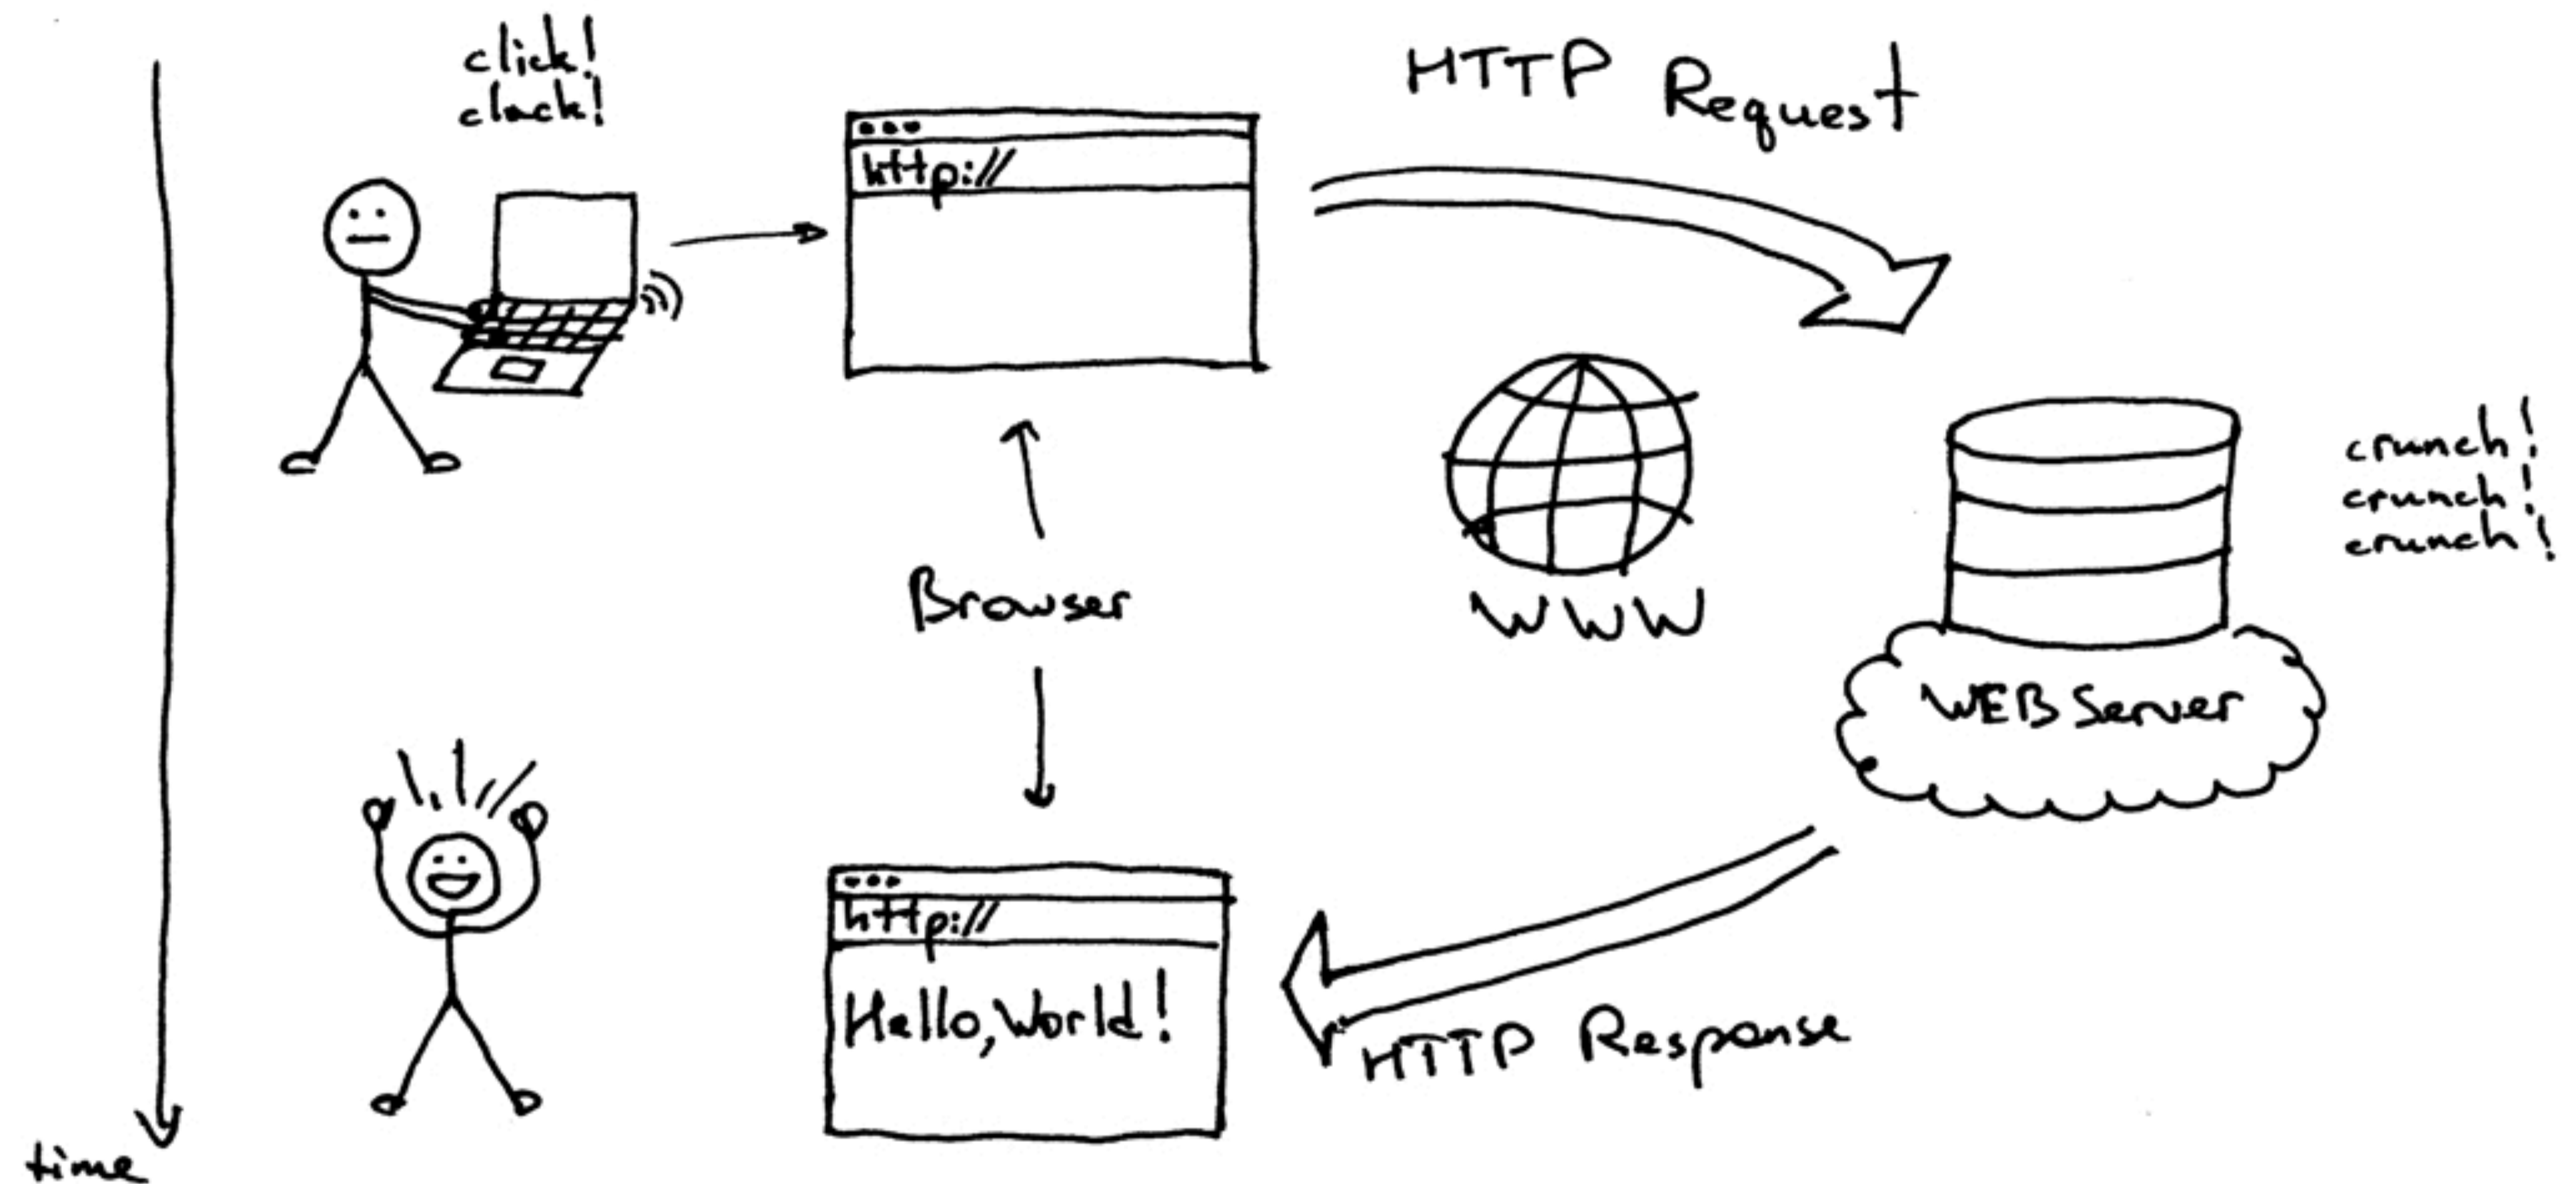 click!
clack!
HTTP Request
http://
crunch!
crunch!
crunch!
Browser
WWW
WEB Server
http://
Hello, World!
HTTP Response
time